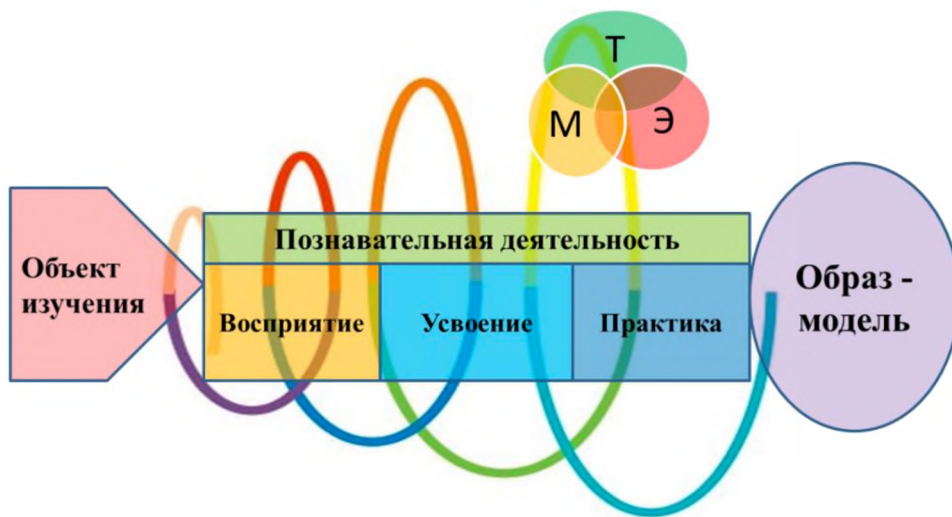 Т
М
Э
Познавательная деятельность
Объект
изучения
Восприятие
Усвоение
Практика
Образ -
модель